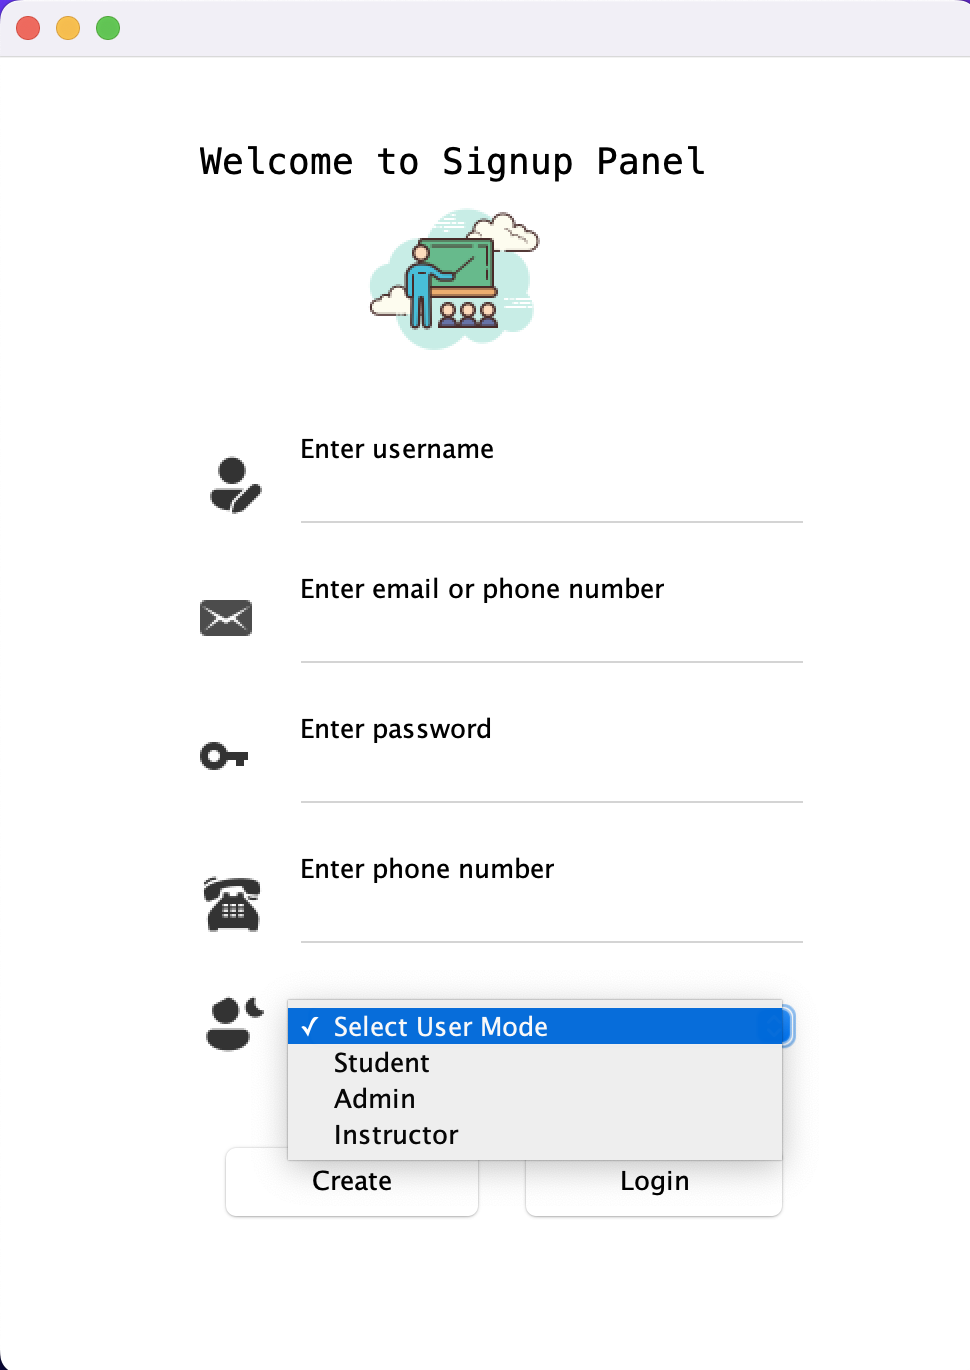 Welcome to Signup Panel
Enter username
Enter email or phone number
Enter password
Enter phone number
✓ Select User Mode
Student
Admin
Instructor
Create
Login